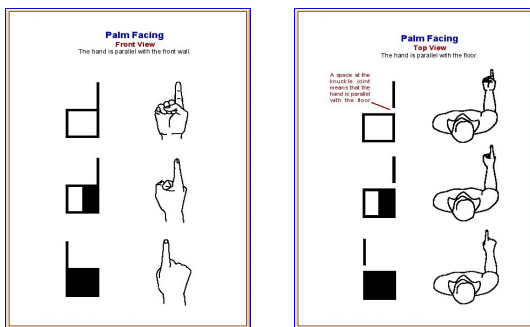 Palm Facing
Front View
The hand is parallel with the front wall.
Palm Facing
Top View
The hand is parallel with the floor.
A space at the
knuckle joint
means that the
hand is parallel
with the floor